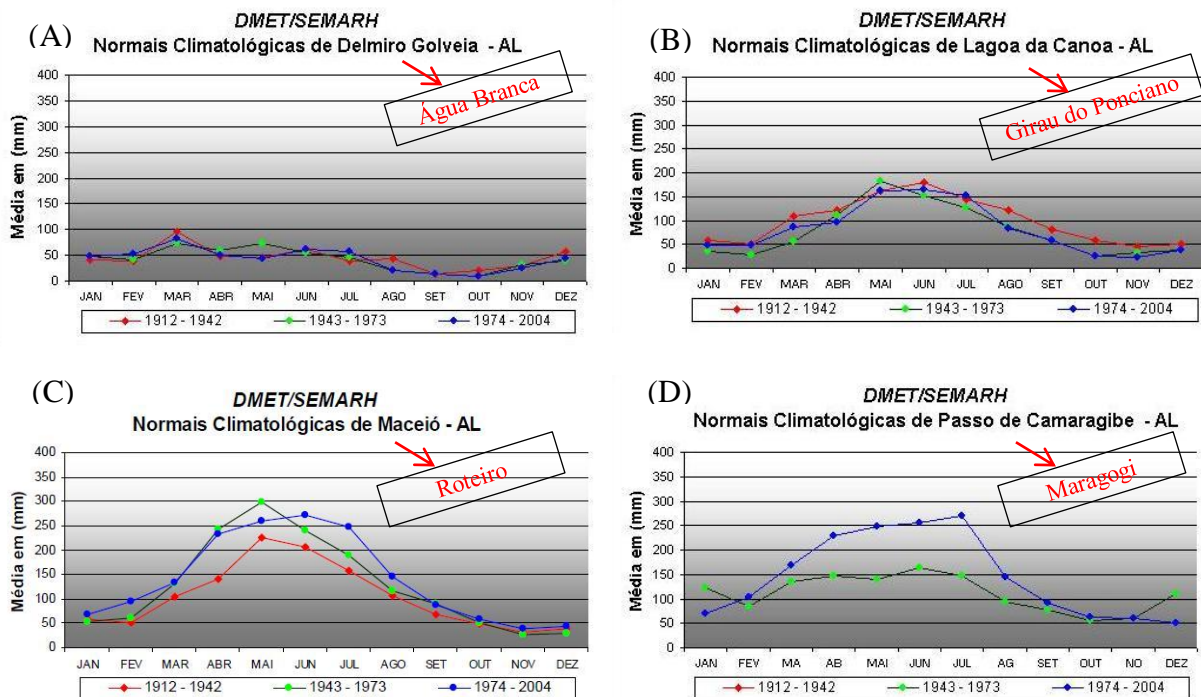 (A)
DMET/SEMARH
Normais Climatológicas de Delmiro Golveia - AL
Água Branca
Média em (mm)
400
350
300
250
200
150
100
50
0
JAN FEV MAR ABR MAI JUN JUL AGO SET OUT NOV DEZ
1912 - 1942 1943 - 1973 1974 - 2004
(B)
DMET/SEMARH
Normais Climatológicas de Lagoa da Canoa - AL
Girau do Ponciano
Média em (mm)
400
350
300
250
200
150
100
50
0
JAN FEV MAR ABR MAI JUN JUL AGO SET OUT NOV DEZ
1912 - 1942 1943 - 1973 1974 - 2004
(C)
DMET/SEMARH
Normais Climatológicas de Maceió - AL
Roteiro
Média em (mm)
400
350
300
250
200
150
100
50
0
JAN FEV MAR ABR MAI JUN JUL AGO SET OUT NOV DEZ
1912 - 1942 1943 - 1973 1974 - 2004
(D)
DMET/SEMARH
Normais Climatológicas de Passo de Camaragibe - AL
Maragogi
Média em (mm)
400
350
300
250
200
150
100
50
0
JAN FEV MA AB MAI JUN JUL AG SET OUT NO DEZ
1912 - 1942 1943 - 1973 1974 - 2004